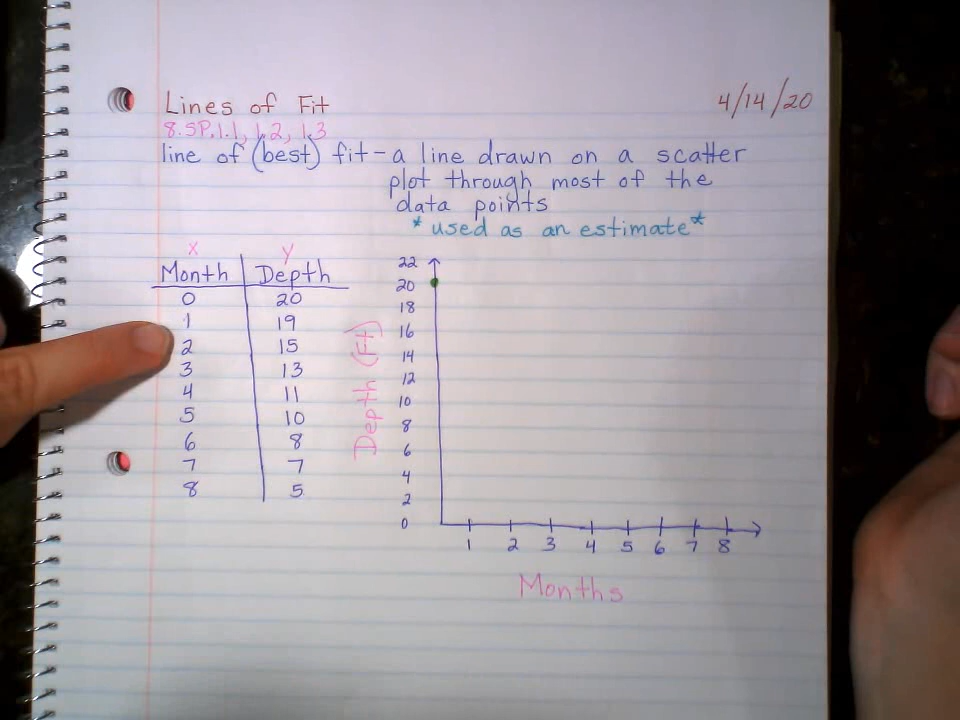 Lines of Fit 4/14/20
8.SP.1.1, 1.2, 1.3
line of (best) fit - a line drawn on a scatter
plot through most of the
data points
*used as an estimate*
x y
Month Depth
0 20
1 19
2 15
3 13
4 11
5 10
6 8
7 7
8 5
Depth (Ft)
22
20
18
16
14
12
10
8
6
4
2
0
1 2 3 4 5 6 7 8
Months